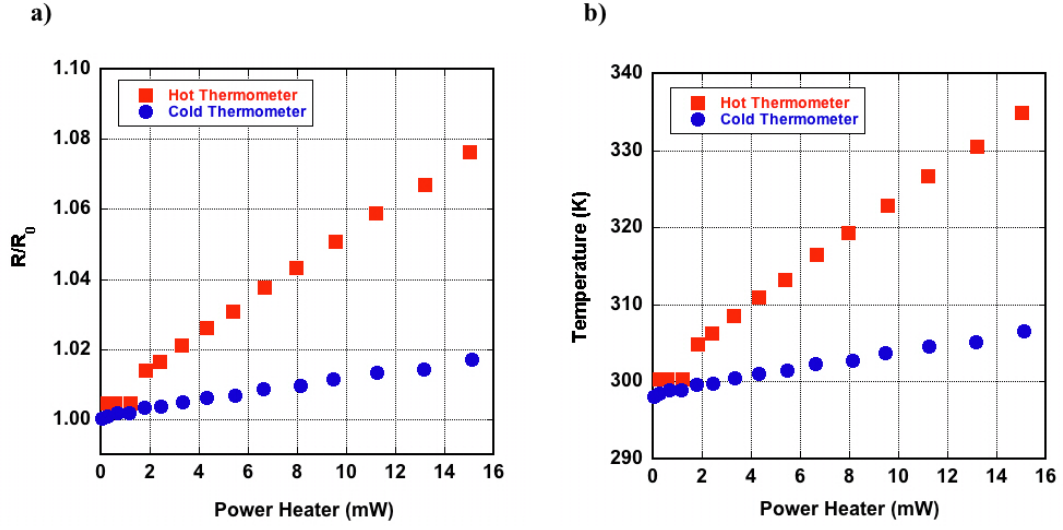 a)
1.10
1.08
1.06
1.04
1.02
1.00
R/R0
Hot Thermometer
Cold Thermometer
0 2 4 6 8 10 12 14 16
Power Heater (mW)
b)
340
330
320
310
300
290
Temperature (K)
Hot Thermometer
Cold Thermometer
0 2 4 6 8 10 12 14 16
Power Heater (mW)